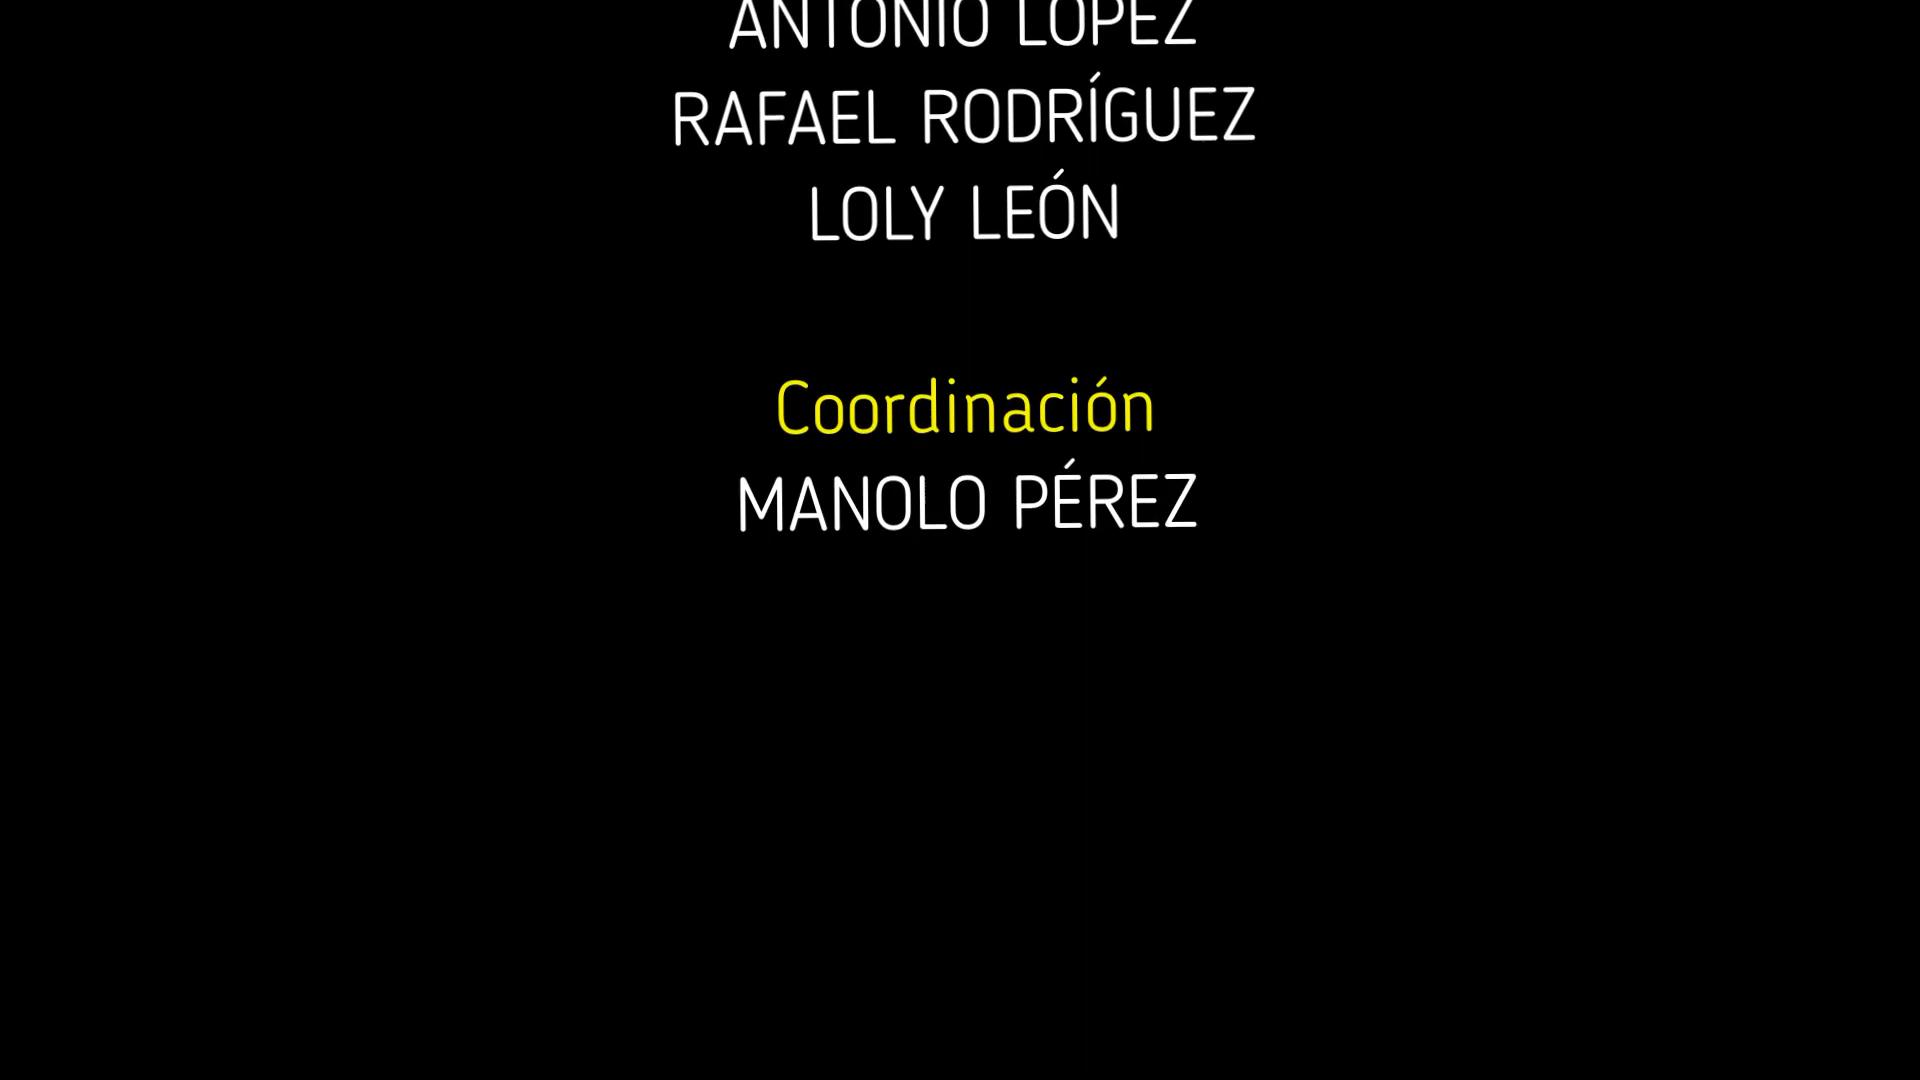 ANTONIO LÓPEZ
RAFAEL RODRÍGUEZ
LOLY LEÓN
Coordinación
MANOLO PÉREZ